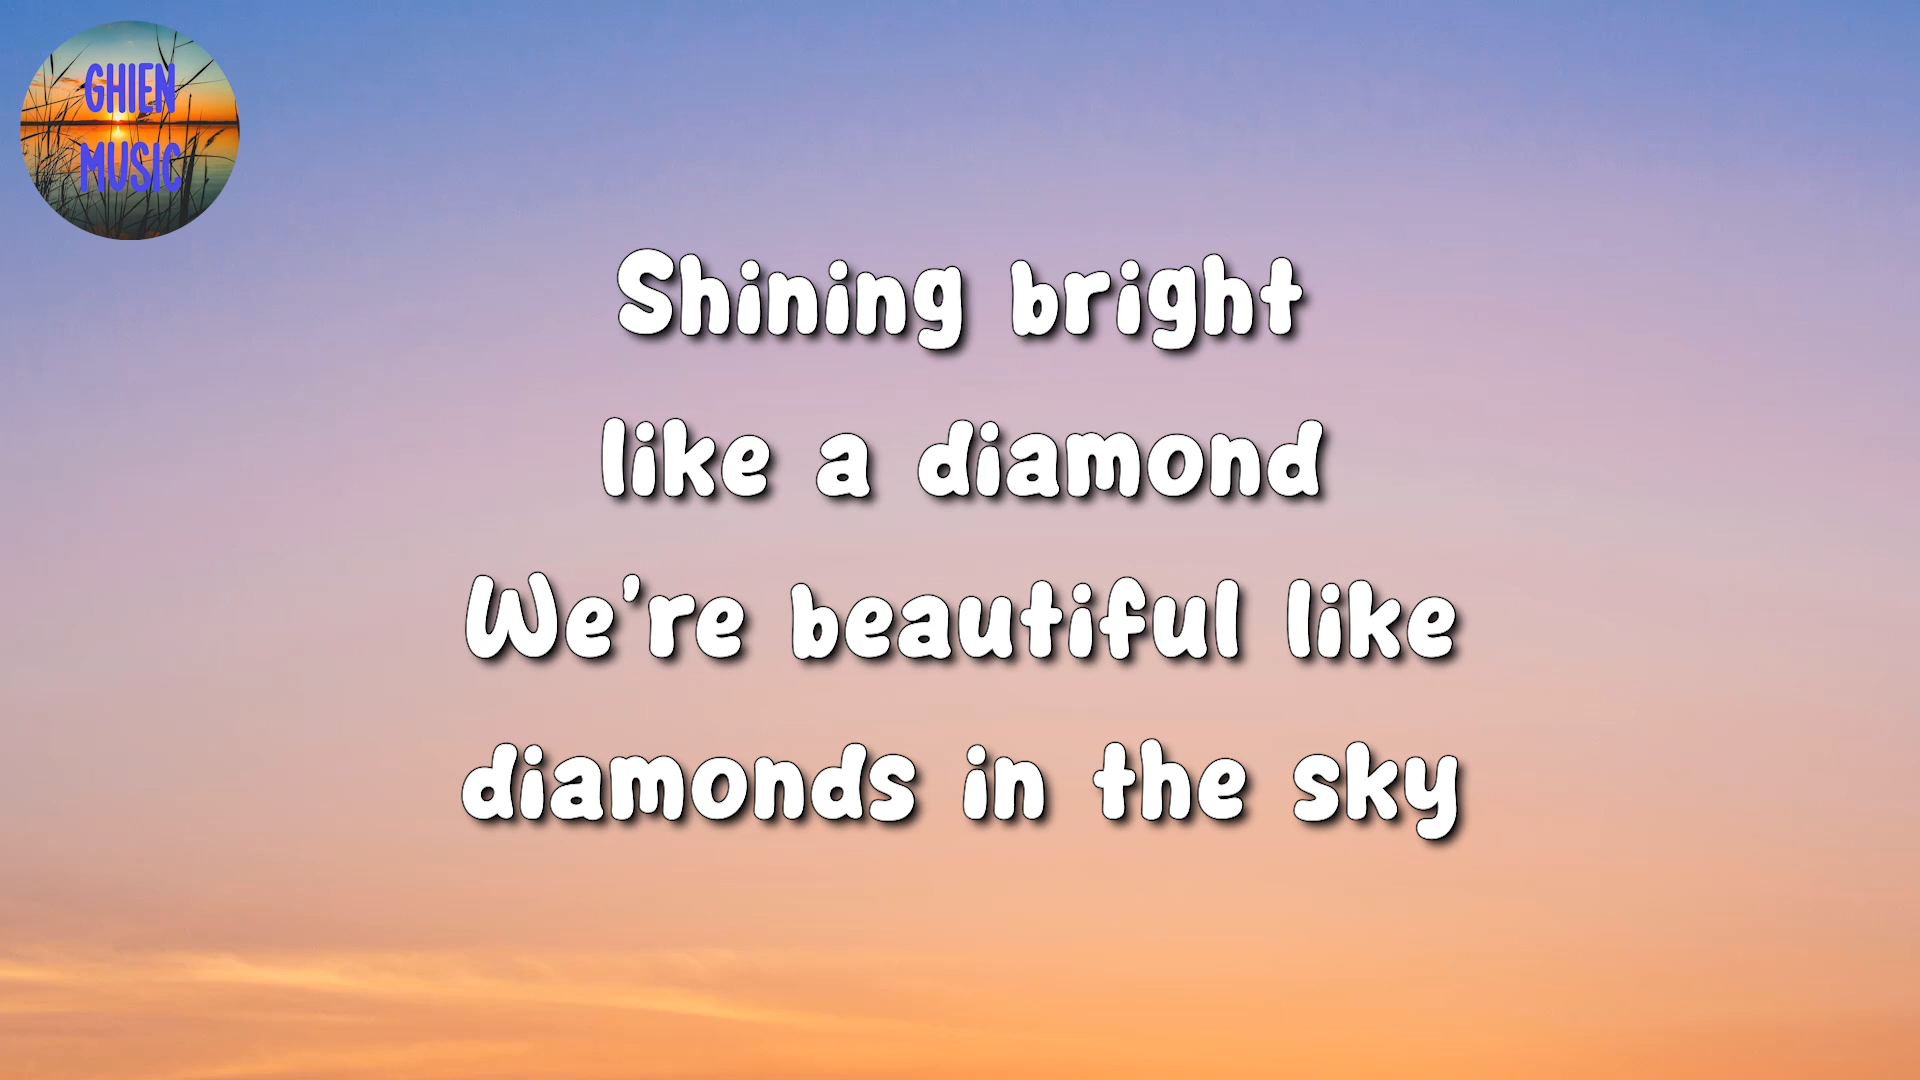 GHIEN
MUSIC
Shining bright
like a diamond
We're beautiful like
diamonds in the sky